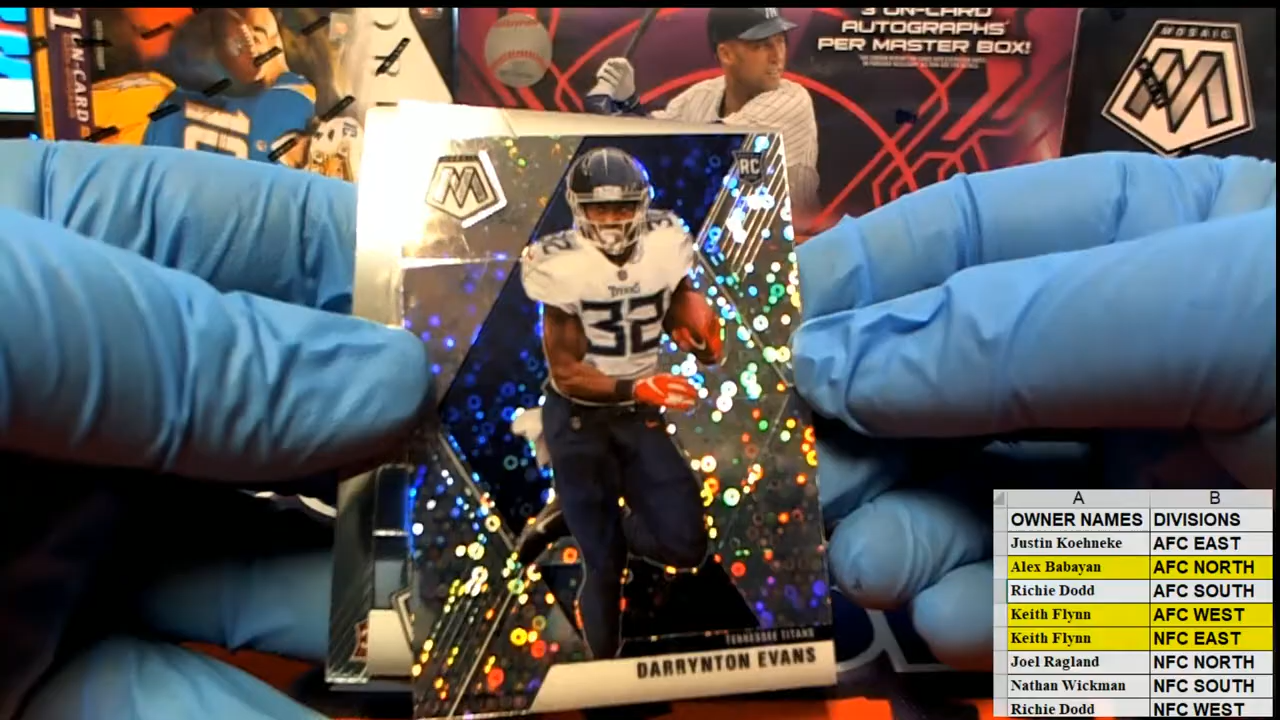 3 ON-CARD
AUTOGRAPHS
PER MASTER BOX!
MOSAIC
RC
32
TITANS
32
TENNESSEE TITANS
DARRYNTON EVANS
A B
OWNER NAMES DIVISIONS
Justin Koehneke AFC EAST
Alex Babayan AFC NORTH
Richie Dodd AFC SOUTH
Keith Flynn AFC WEST
Keith Flynn NFC EAST
Joel Ragland NFC NORTH
Nathan Wickman NFC SOUTH
Richie Dodd NFC WEST